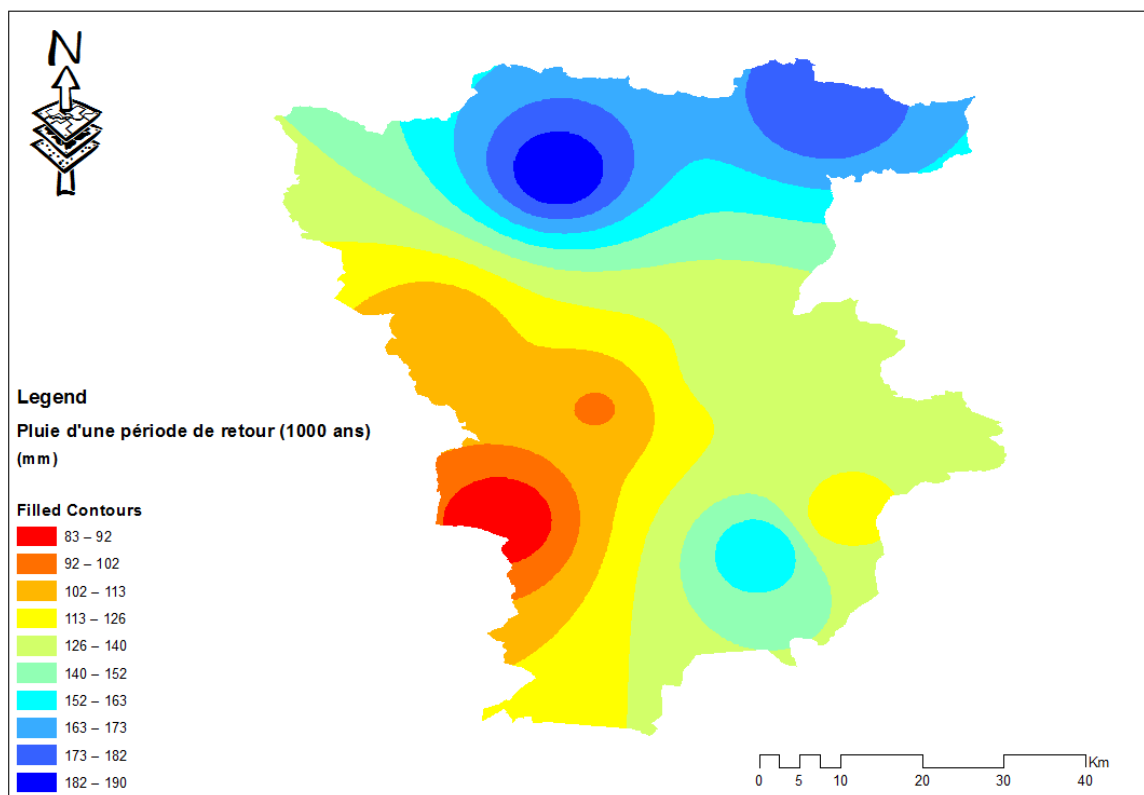 N
Legend
Pluie d'une période de retour (1000 ans)
(mm)
Filled Contours
83 – 92
92 – 102
102 – 113
113 – 126
126 – 140
140 – 152
152 – 163
163 – 173
173 – 182
182 – 190
Km
0 5 10 20 30 40